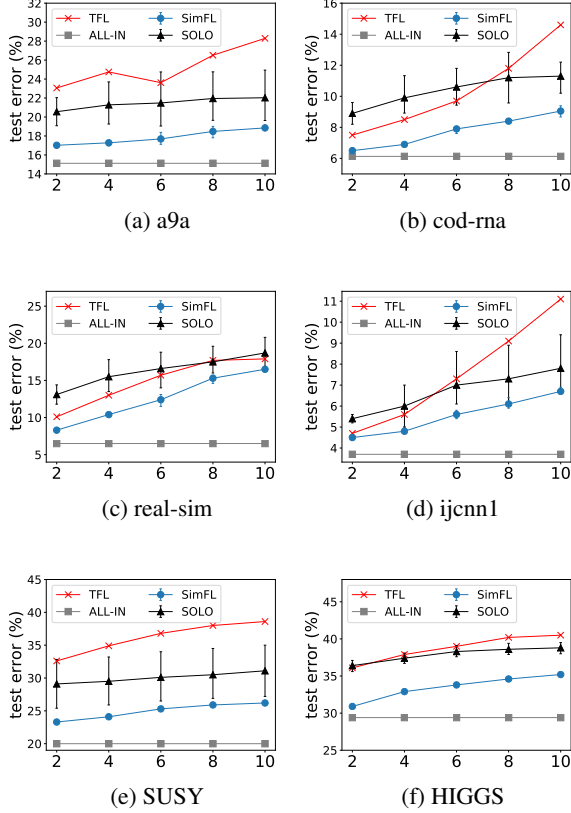 TFL SimFL
ALL-IN SOLO
test error (%)
32
30
28
26
24
22
20
18
16
14
2 4 6 8 10
(a) a9a
TFL SimFL
ALL-IN SOLO
test error (%)
16
14
12
10
8
6
2 4 6 8 10
(b) cod-rna
TFL SimFL
ALL-IN SOLO
test error (%)
25
20
15
10
5
2 4 6 8 10
(c) real-sim
TFL SimFL
ALL-IN SOLO
test error (%)
11
10
9
8
7
6
5
4
2 4 6 8 10
(d) ijcnn1
TFL SimFL
ALL-IN SOLO
test error (%)
45
40
35
30
25
20
2 4 6 8 10
(e) SUSY
TFL SimFL
ALL-IN SOLO
test error (%)
45
40
35
30
25
2 4 6 8 10
(f) HIGGS